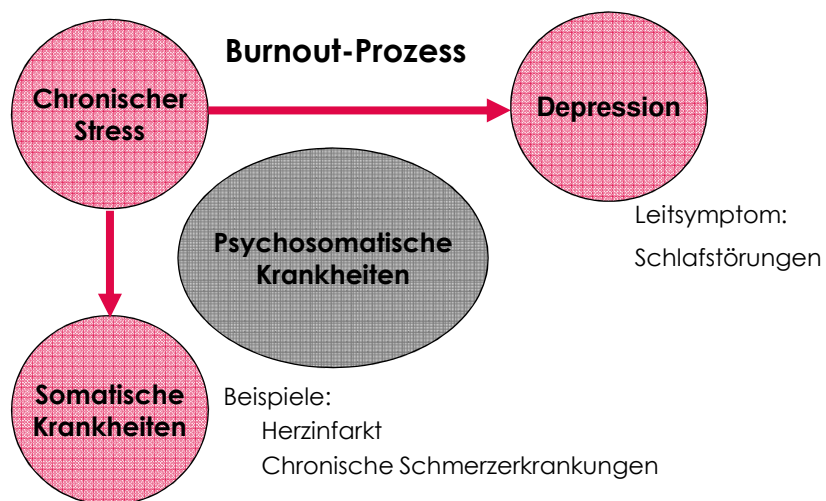 Burnout-Prozess
Chronischer
Stress
Depression
Leitsymptom:
Schlafstörungen
Psychosomatische
Krankheiten
Somatische
Krankheiten
Beispiele:
Herzinfarkt
Chronische Schmerzerkrankungen